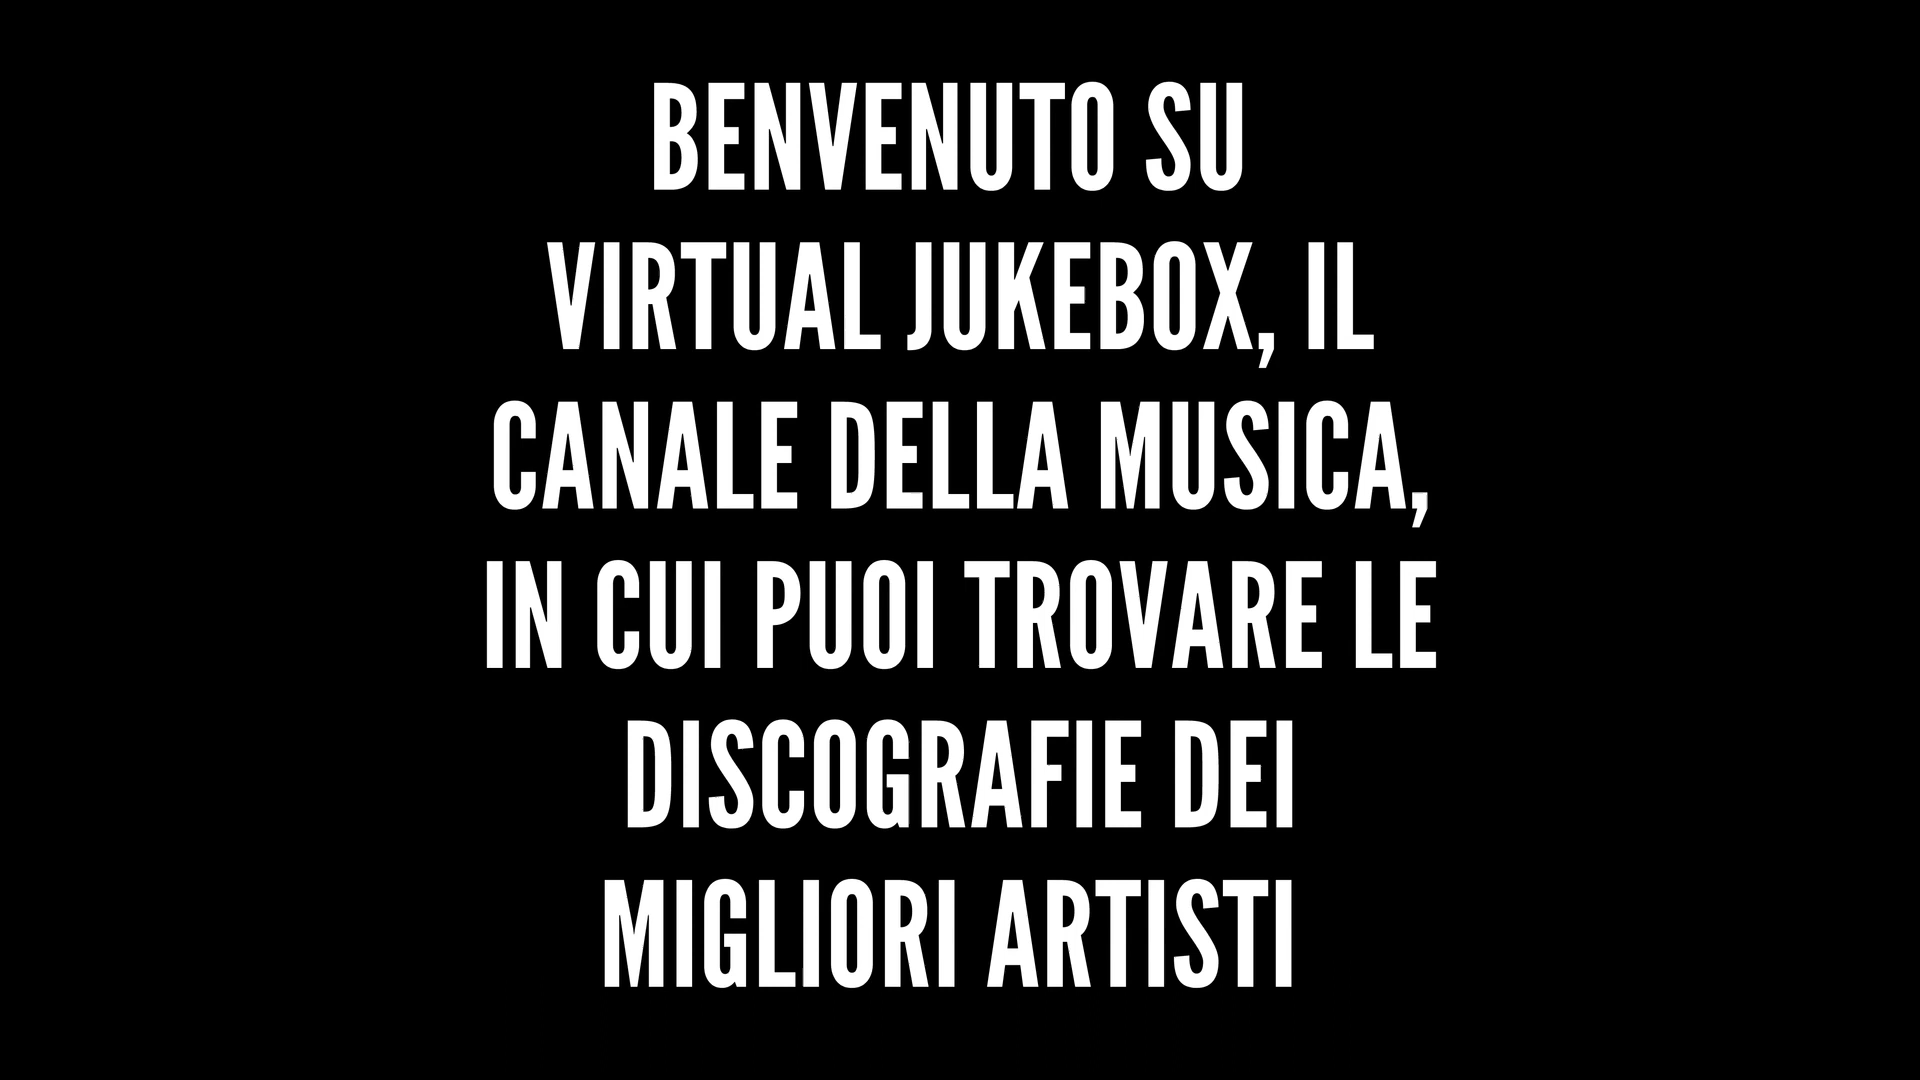 BENVENUTO SU
VIRTUAL JUKEBOX, IL
CANALE DELLA MUSICA,
IN CUI PUOI TROVARE LE
DISCOGRAFIE DEI
MIGLIORI ARTISTI